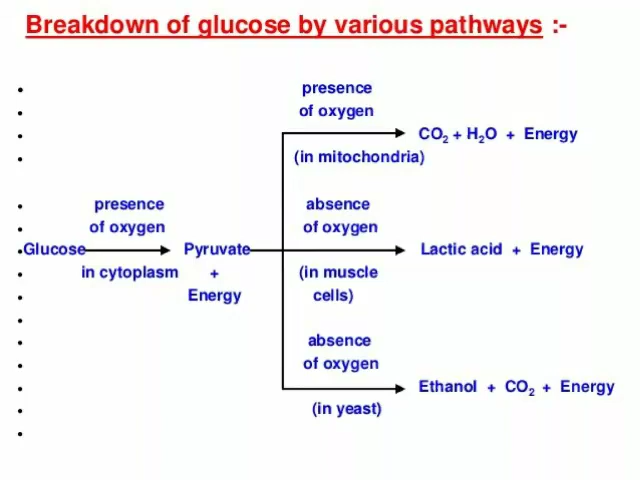 Breakdown of glucose by various pathways :-
presence
of oxygen
CO₂ + H₂O + Energy
(in mitochondria)
presence
of oxygen
absence
of oxygen
Glucose Pyruvate Lactic acid + Energy
in cytoplasm +
Energy
(in muscle
cells)
absence
of oxygen
Ethanol + CO₂ + Energy
(in yeast)